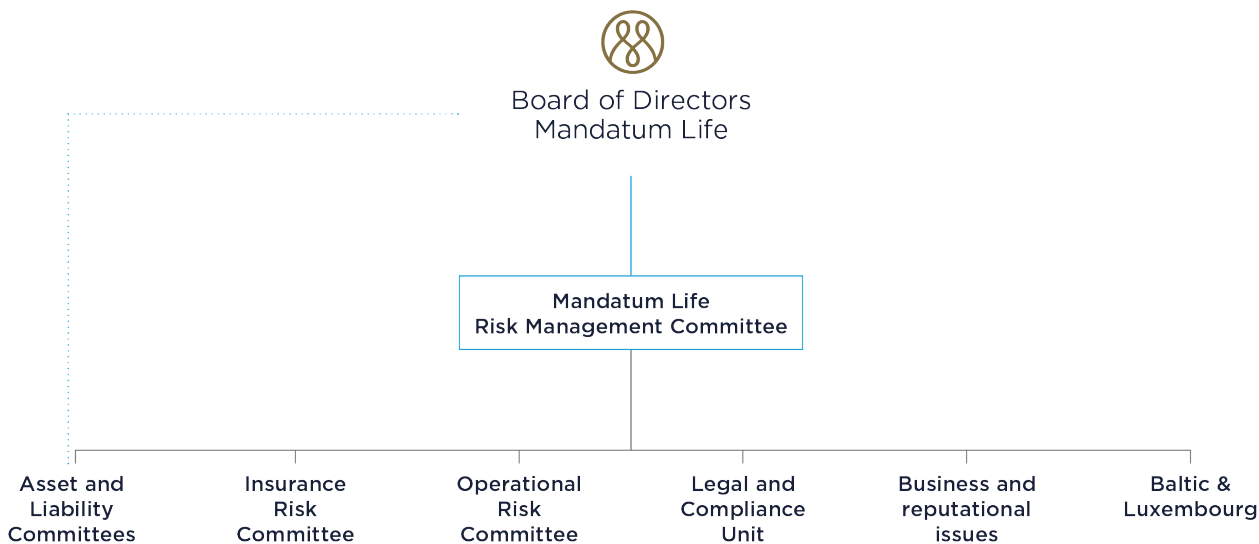 Board of Directors
Mandatum Life
Mandatum Life
Risk Management Committee
Asset and
Liability
Committees
Insurance
Risk
Committee
Operational
Risk
Committee
Legal and
Compliance
Unit
Business and
reputational
issues
Baltic &
Luxembourg